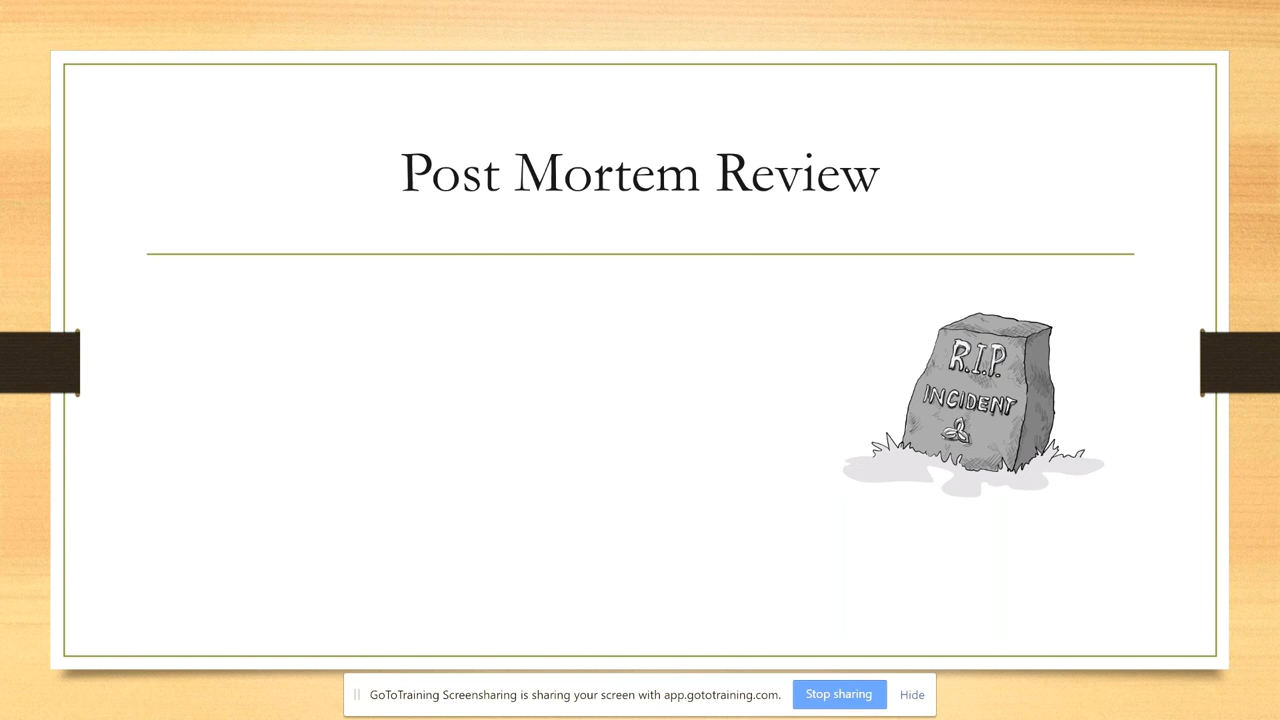 Post Mortem Review
R.I.P.
INCIDENT
GoToTraining Screensharing is sharing your screen with app.gototraining.com.
Stop sharing
Hide